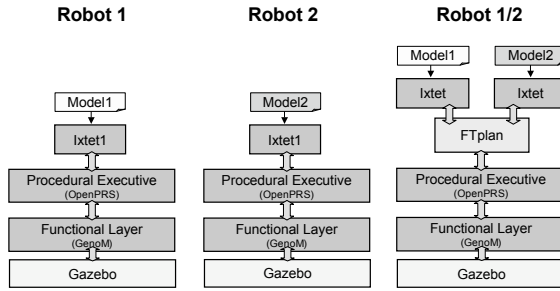 Robot 1
Model1
Ixtet1
Procedural Executive
(OpenPRS)
Functional Layer
(GenoM)
Gazebo
Robot 2
Model2
Ixtet1
Procedural Executive
(OpenPRS)
Functional Layer
(GenoM)
Gazebo
Robot 1/2
Model1
Model2
Ixtet
Ixtet
FTplan
Procedural Executive
(OpenPRS)
Functional Layer
(GenoM)
Gazebo